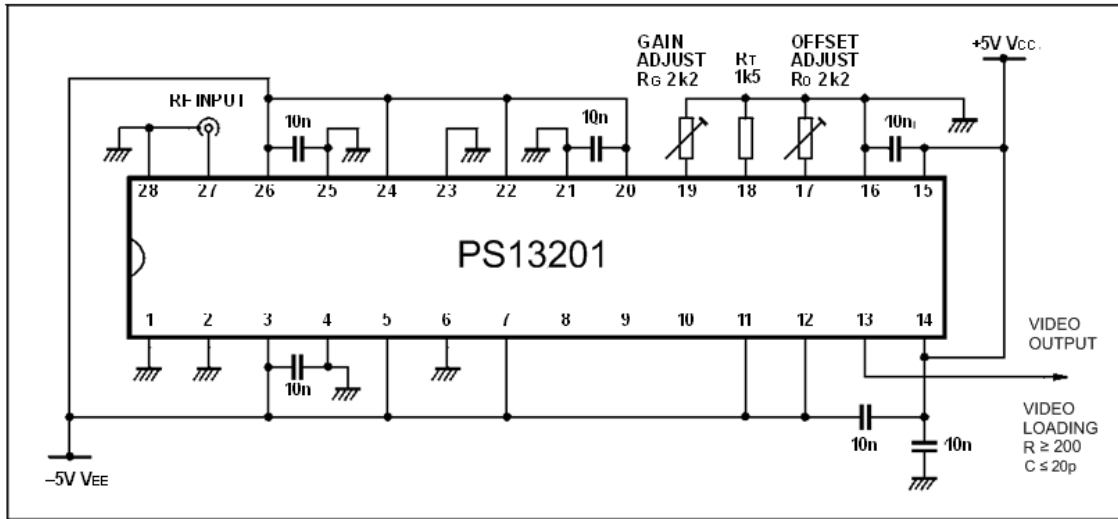 GAIN
ADJUST
RG 2k2
RT
1k5
OFFSET
ADJUST
RO 2k2
+5V VCC.
RF INPUT
10n
10n
10n
28 27 26 25 24 23 22 21 20 19 18 17 16 15
PS13201
1 2 3 4 5 6 7 8 9 10 11 12 13 14
VIDEO
OUTPUT
10n
VIDEO
LOADING
R ≥ 200
C ≤ 20p
10n
10n
–5V VEE